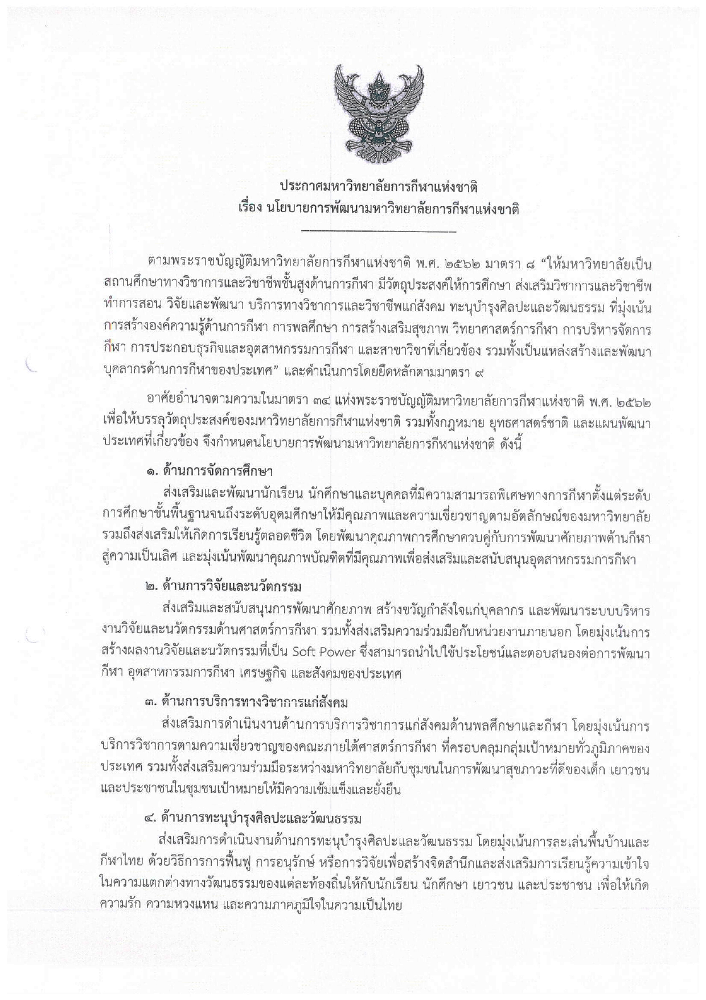 ประกาศมหาวิทยาลัยการกีฬาแห่งชาติ
เรื่อง นโยบายการพัฒนามหาวิทยาลัยการกีฬาแห่งชาติ
ตามพระราชบัญญัติมหาวิทยาลัยการกีฬาแห่งชาติ พ.ศ. ๒๕๖๒ มาตรา ๘ “ให้มหาวิทยาลัยเป็น
สถานศึกษาทางวิชาการและวิชาชีพชั้นสูงด้านการกีฬา มีวัตถุประสงค์ให้การศึกษา ส่งเสริมวิชาการและวิชาชีพ
ทำการสอน วิจัยและพัฒนา บริการทางวิชาการและวิชาชีพแก่สังคม ทะนุบำรุงศิลปะและวัฒนธรรม ที่มุ่งเน้น
การสร้างองค์ความรู้ด้านการกีฬา การพลศึกษา การสร้างเสริมสุขภาพ วิทยาศาสตร์การกีฬา การบริหารจัดการ
กีฬา การประกอบธุรกิจและอุตสาหกรรมการกีฬา และสาขาวิชาที่เกี่ยวข้อง รวมทั้งเป็นแหล่งสร้างและพัฒนา
บุคลากรด้านการกีฬาของประเทศ” และดำเนินการโดยยึดหลักตามมาตรา ๙
อาศัยอำนาจตามความในมาตรา ๓๔ แห่งพระราชบัญญัติมหาวิทยาลัยการกีฬาแห่งชาติ พ.ศ. ๒๕๖๒
เพื่อให้บรรลุวัตถุประสงค์ของมหาวิทยาลัยการกีฬาแห่งชาติ รวมทั้งกฎหมาย ยุทธศาสตร์ชาติ และแผนพัฒนา
ประเทศที่เกี่ยวข้อง จึงกำหนดนโยบายการพัฒนามหาวิทยาลัยการกีฬาแห่งชาติ ดังนี้
๑. ด้านการจัดการศึกษา
ส่งเสริมและพัฒนานักเรียน นักศึกษาและบุคคลที่มีความสามารถพิเศษทางการกีฬาตั้งแต่ระดับ
การศึกษาขั้นพื้นฐานจนถึงระดับอุดมศึกษาให้มีคุณภาพและความเชี่ยวชาญตามอัตลักษณ์ของมหาวิทยาลัย
รวมถึงส่งเสริมให้เกิดการเรียนรู้ตลอดชีวิต โดยพัฒนาคุณภาพการศึกษาควบคู่กับการพัฒนาศักยภาพด้านกีฬา
สู่ความเป็นเลิศ และมุ่งเน้นพัฒนาคุณภาพบัณฑิตที่มีคุณภาพเพื่อส่งเสริมและสนับสนุนอุตสาหกรรมการกีฬา
๒. ด้านการวิจัยและนวัตกรรม
ส่งเสริมและสนับสนุนการพัฒนาศักยภาพ สร้างขวัญกำลังใจแก่บุคลากร และพัฒนาระบบบริหาร
งานวิจัยและนวัตกรรมด้านศาสตร์การกีฬา รวมทั้งส่งเสริมความร่วมมือกับหน่วยงานภายนอก โดยมุ่งเน้นการ
สร้างผลงานวิจัยและนวัตกรรมที่เป็น Soft Power ซึ่งสามารถนำไปใช้ประโยชน์และตอบสนองต่อการพัฒนา
กีฬา อุตสาหกรรมการกีฬา เศรษฐกิจ และสังคมของประเทศ
๓. ด้านการบริการทางวิชาการแก่สังคม
ส่งเสริมการดำเนินงานด้านการบริการวิชาการแก่สังคมด้านพลศึกษาและกีฬา โดยมุ่งเน้นการ
บริการวิชาการตามความเชี่ยวชาญของคณะภายใต้ศาสตร์การกีฬา ที่ครอบคลุมกลุ่มเป้าหมายทั่วภูมิภาคของ
ประเทศ รวมทั้งส่งเสริมความร่วมมือระหว่างมหาวิทยาลัยกับชุมชนในการพัฒนาสุขภาวะที่ดีของเด็ก เยาวชน
และประชาชนในชุมชนเป้าหมายให้มีความเข้มแข็งและยั่งยืน
๔. ด้านการทะนุบำรุงศิลปะและวัฒนธรรม
ส่งเสริมการดำเนินงานด้านการทะนุบำรุงศิลปะและวัฒนธรรม โดยมุ่งเน้นการละเล่นพื้นบ้านและ
กีฬาไทย ด้วยวิธีการการฟื้นฟู การอนุรักษ์ หรือการวิจัยเพื่อสร้างจิตสำนึกและส่งเสริมการเรียนรู้ความเข้าใจ
ในความแตกต่างทางวัฒนธรรมของแต่ละท้องถิ่นให้กับนักเรียน นักศึกษา เยาวชน และประชาชน เพื่อให้เกิด
ความรัก ความหวงแหน และความภาคภูมิใจในความเป็นไทย